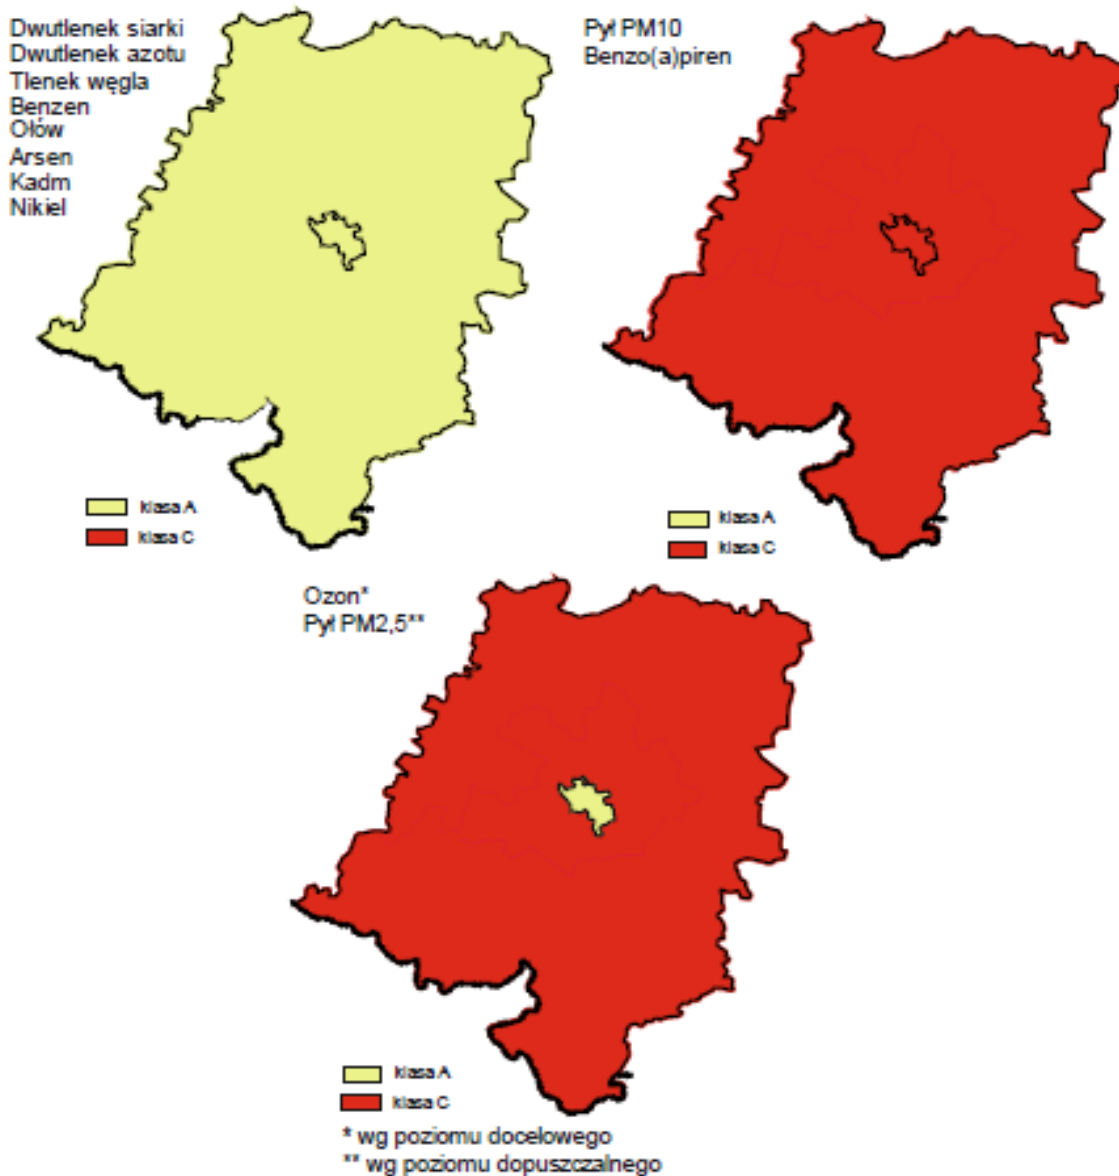 Dwutlenek siarki
Dwutlenek azotu
Tlenek węgla
Benzen
Ołów
Arsen
Kadm
Nikiel
klasa A
klasa C
Pył PM10
Benzo(a)piren
klasa A
klasa C
Ozon*
Pył PM2,5**
klasa A
klasa C
* wg poziomu docelowego
** wg poziomu dopuszczalnego